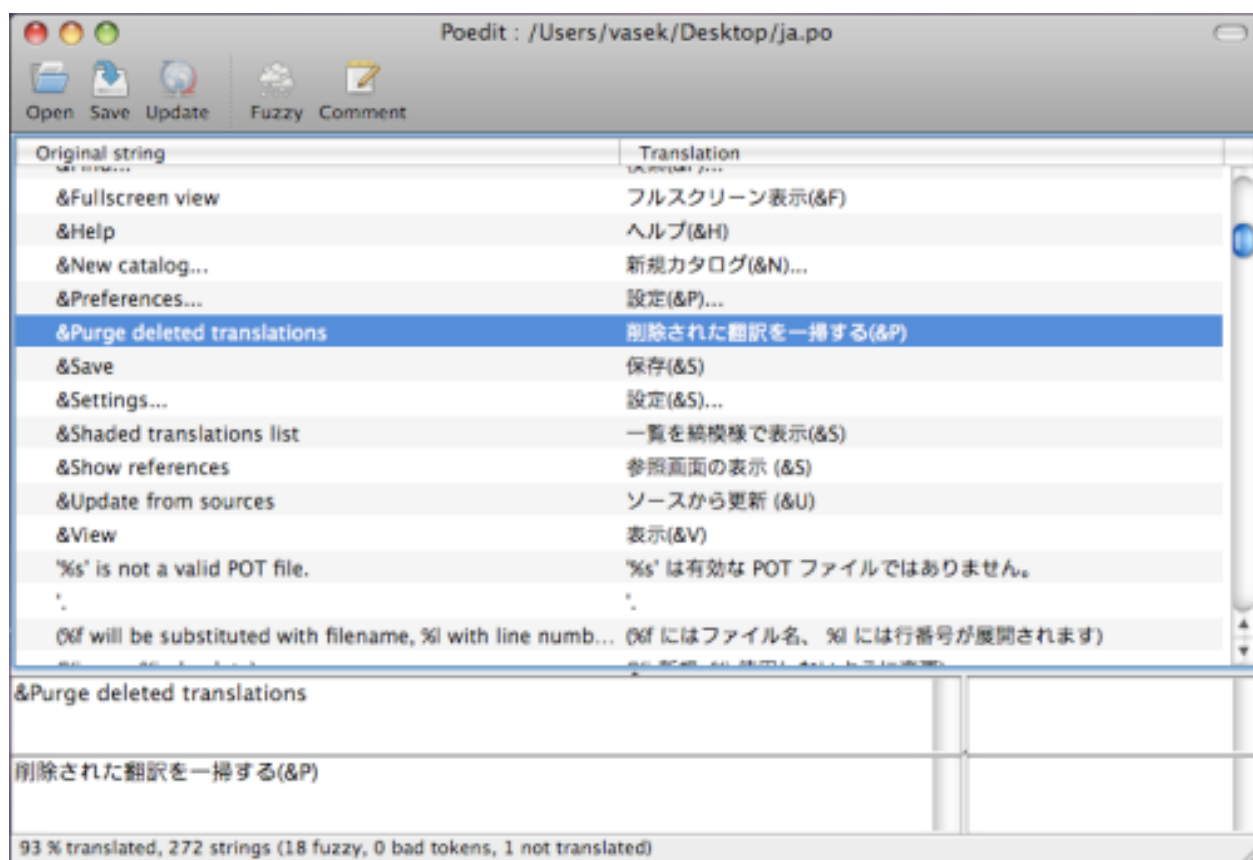 Poedit : /Users/vasek/Desktop/ja.po
Open Save Update Fuzzy Comment
Original string Translation
&Fullscreen view フルスクリーン表示(&F)
&Help ヘルプ(&H)
&New catalog... 新規カタログ(&N)...
&Preferences... 設定(&P)...
&Purge deleted translations 削除された翻訳を一掃する(&P)
&Save 保存(&S)
&Settings... 設定(&S)...
&Shaded translations list 一覧を縞模様で表示(&S)
&Show references 参照画面の表示 (&S)
&Update from sources ソースから更新 (&U)
&View 表示(&V)
'%s' is not a valid POT file. '%s' は有効な POT ファイルではありません。
'. '.
(%f will be substituted with filename, %l with line numb... (%f にはファイル名、 %l には行番号が展開されます)
&Purge deleted translations
削除された翻訳を一掃する(&P)
93 % translated, 272 strings (18 fuzzy, 0 bad tokens, 1 not translated)